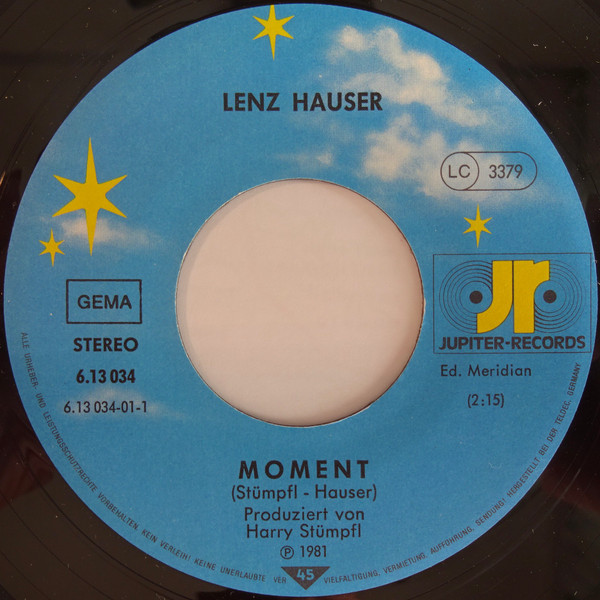 LENZ HAUSER
LC 3379
GEMA
STEREO
6.13 034
6.13 034-01-1
jr
JUPITER-RECORDS
Ed. Meridian
(2:15)
MOMENT
(Stümpfl - Hauser)
Produziert von
Harry Stümpfl
Ⓟ 1981
ALLE URHEBER- UND LEISTUNGSSCHUTZRECHTE VORBEHALTEN. KEIN VERLEIH! KEINE UNERLAUBTE VERVIELFÄLTIGUNG, VERMIETUNG, AUFFÜHRUNG, SENDUNG! HERGESTELLT BEI DER TELDEC, GERMANY
45